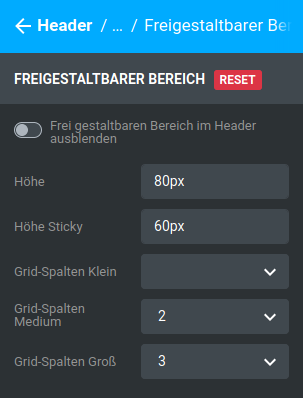 ← Header / ... / Freigestaltbarer Ber
FREIGESTALTBARER BEREICH RESET
Frei gestaltbaren Bereich im Header
ausblenden
Höhe 80px
Höhe Sticky 60px
Grid-Spalten Klein
Grid-Spalten
Medium 2
Grid-Spalten Groß 3